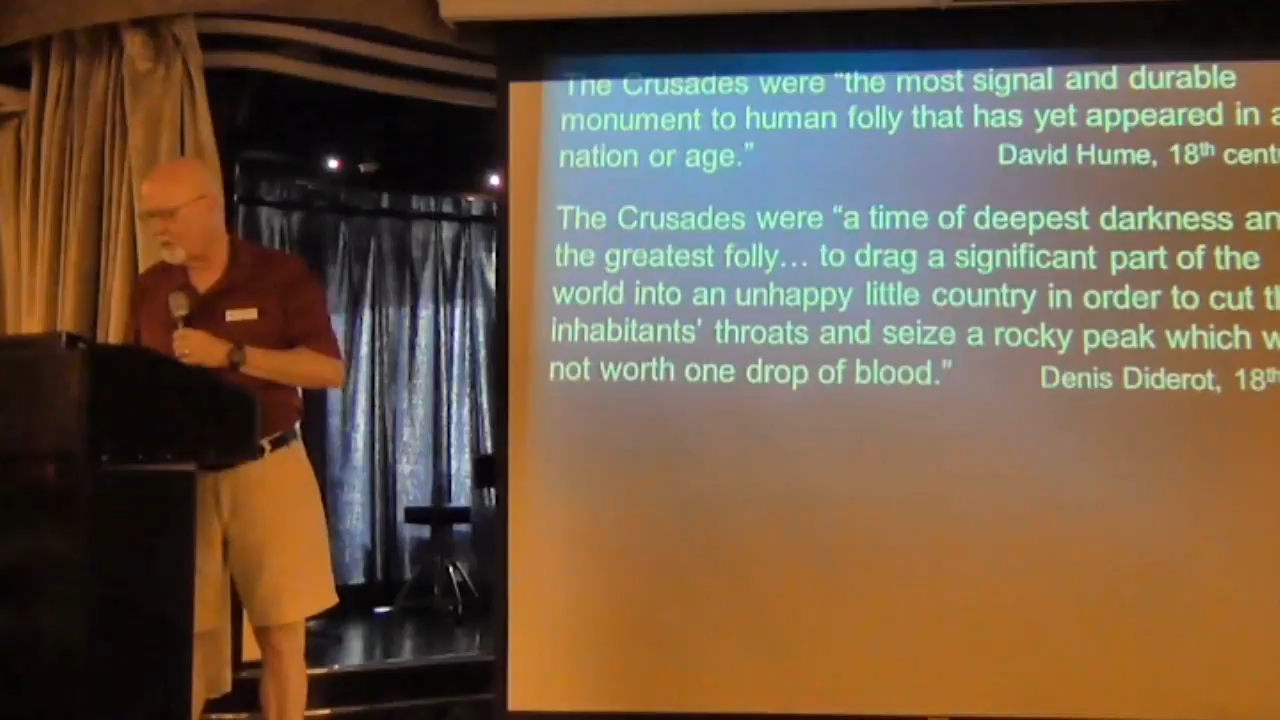 The Crusades were “the most signal and durable
monument to human folly that has yet appeared in
nation or age.” David Hume, 18th
The Crusades were “a time of deepest darkness
the greatest folly... to drag a significant part of the
world into an unhappy little country in order to cut
inhabitants’ throats and seize a rocky peak which
not worth one drop of blood.” Denis Diderot, 18th